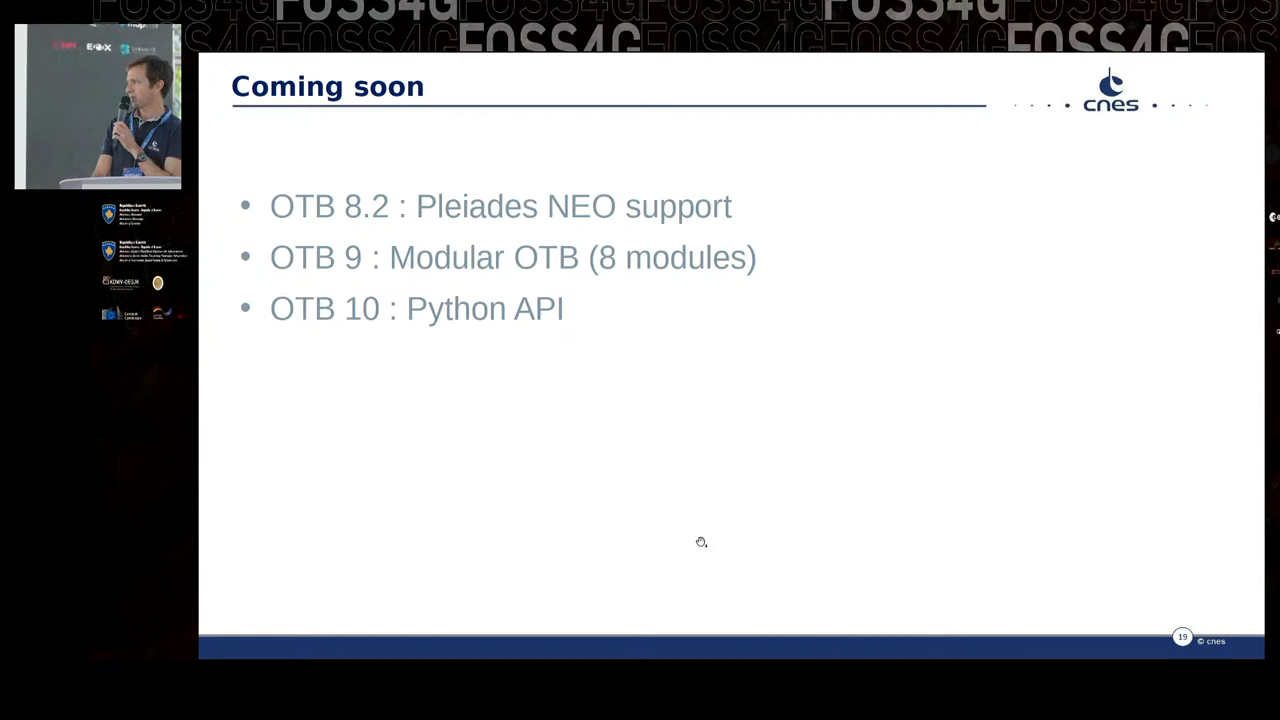 FOSS4G
Coming soon
cnes
• OTB 8.2 : Pleiades NEO support
• OTB 9 : Modular OTB (8 modules)
• OTB 10 : Python API
19
© cnes